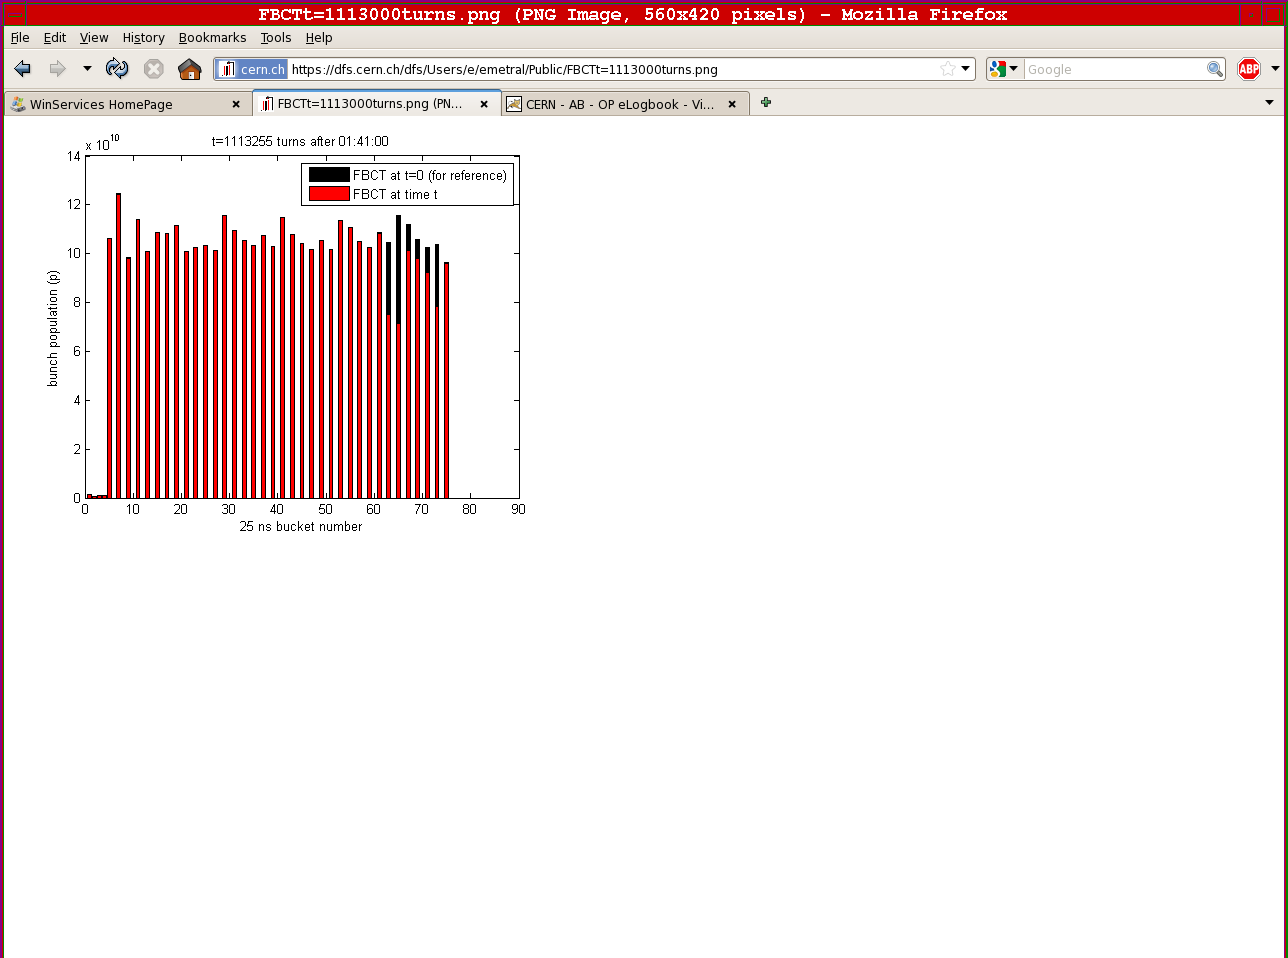 FBCTt=1113000turns.png (PNG Image, 560x420 pixels) - Mozilla Firefox
File Edit View History Bookmarks Tools Help
cern.ch https://dfs.cern.ch/dfs/Users/e/emetral/Public/FBCTt=1113000turns.png Google ABP
WinServices HomePage FBCTt=1113000turns.png (PN... CERN - AB - OP eLogbook - Vi...
x 10^10 t=1113255 turns after 01:41:00
FBCT at t=0 (for reference)
FBCT at time t
bunch population (p)
14
12
10
8
6
4
2
0
0 10 20 30 40 50 60 70 80 90
25 ns bucket number